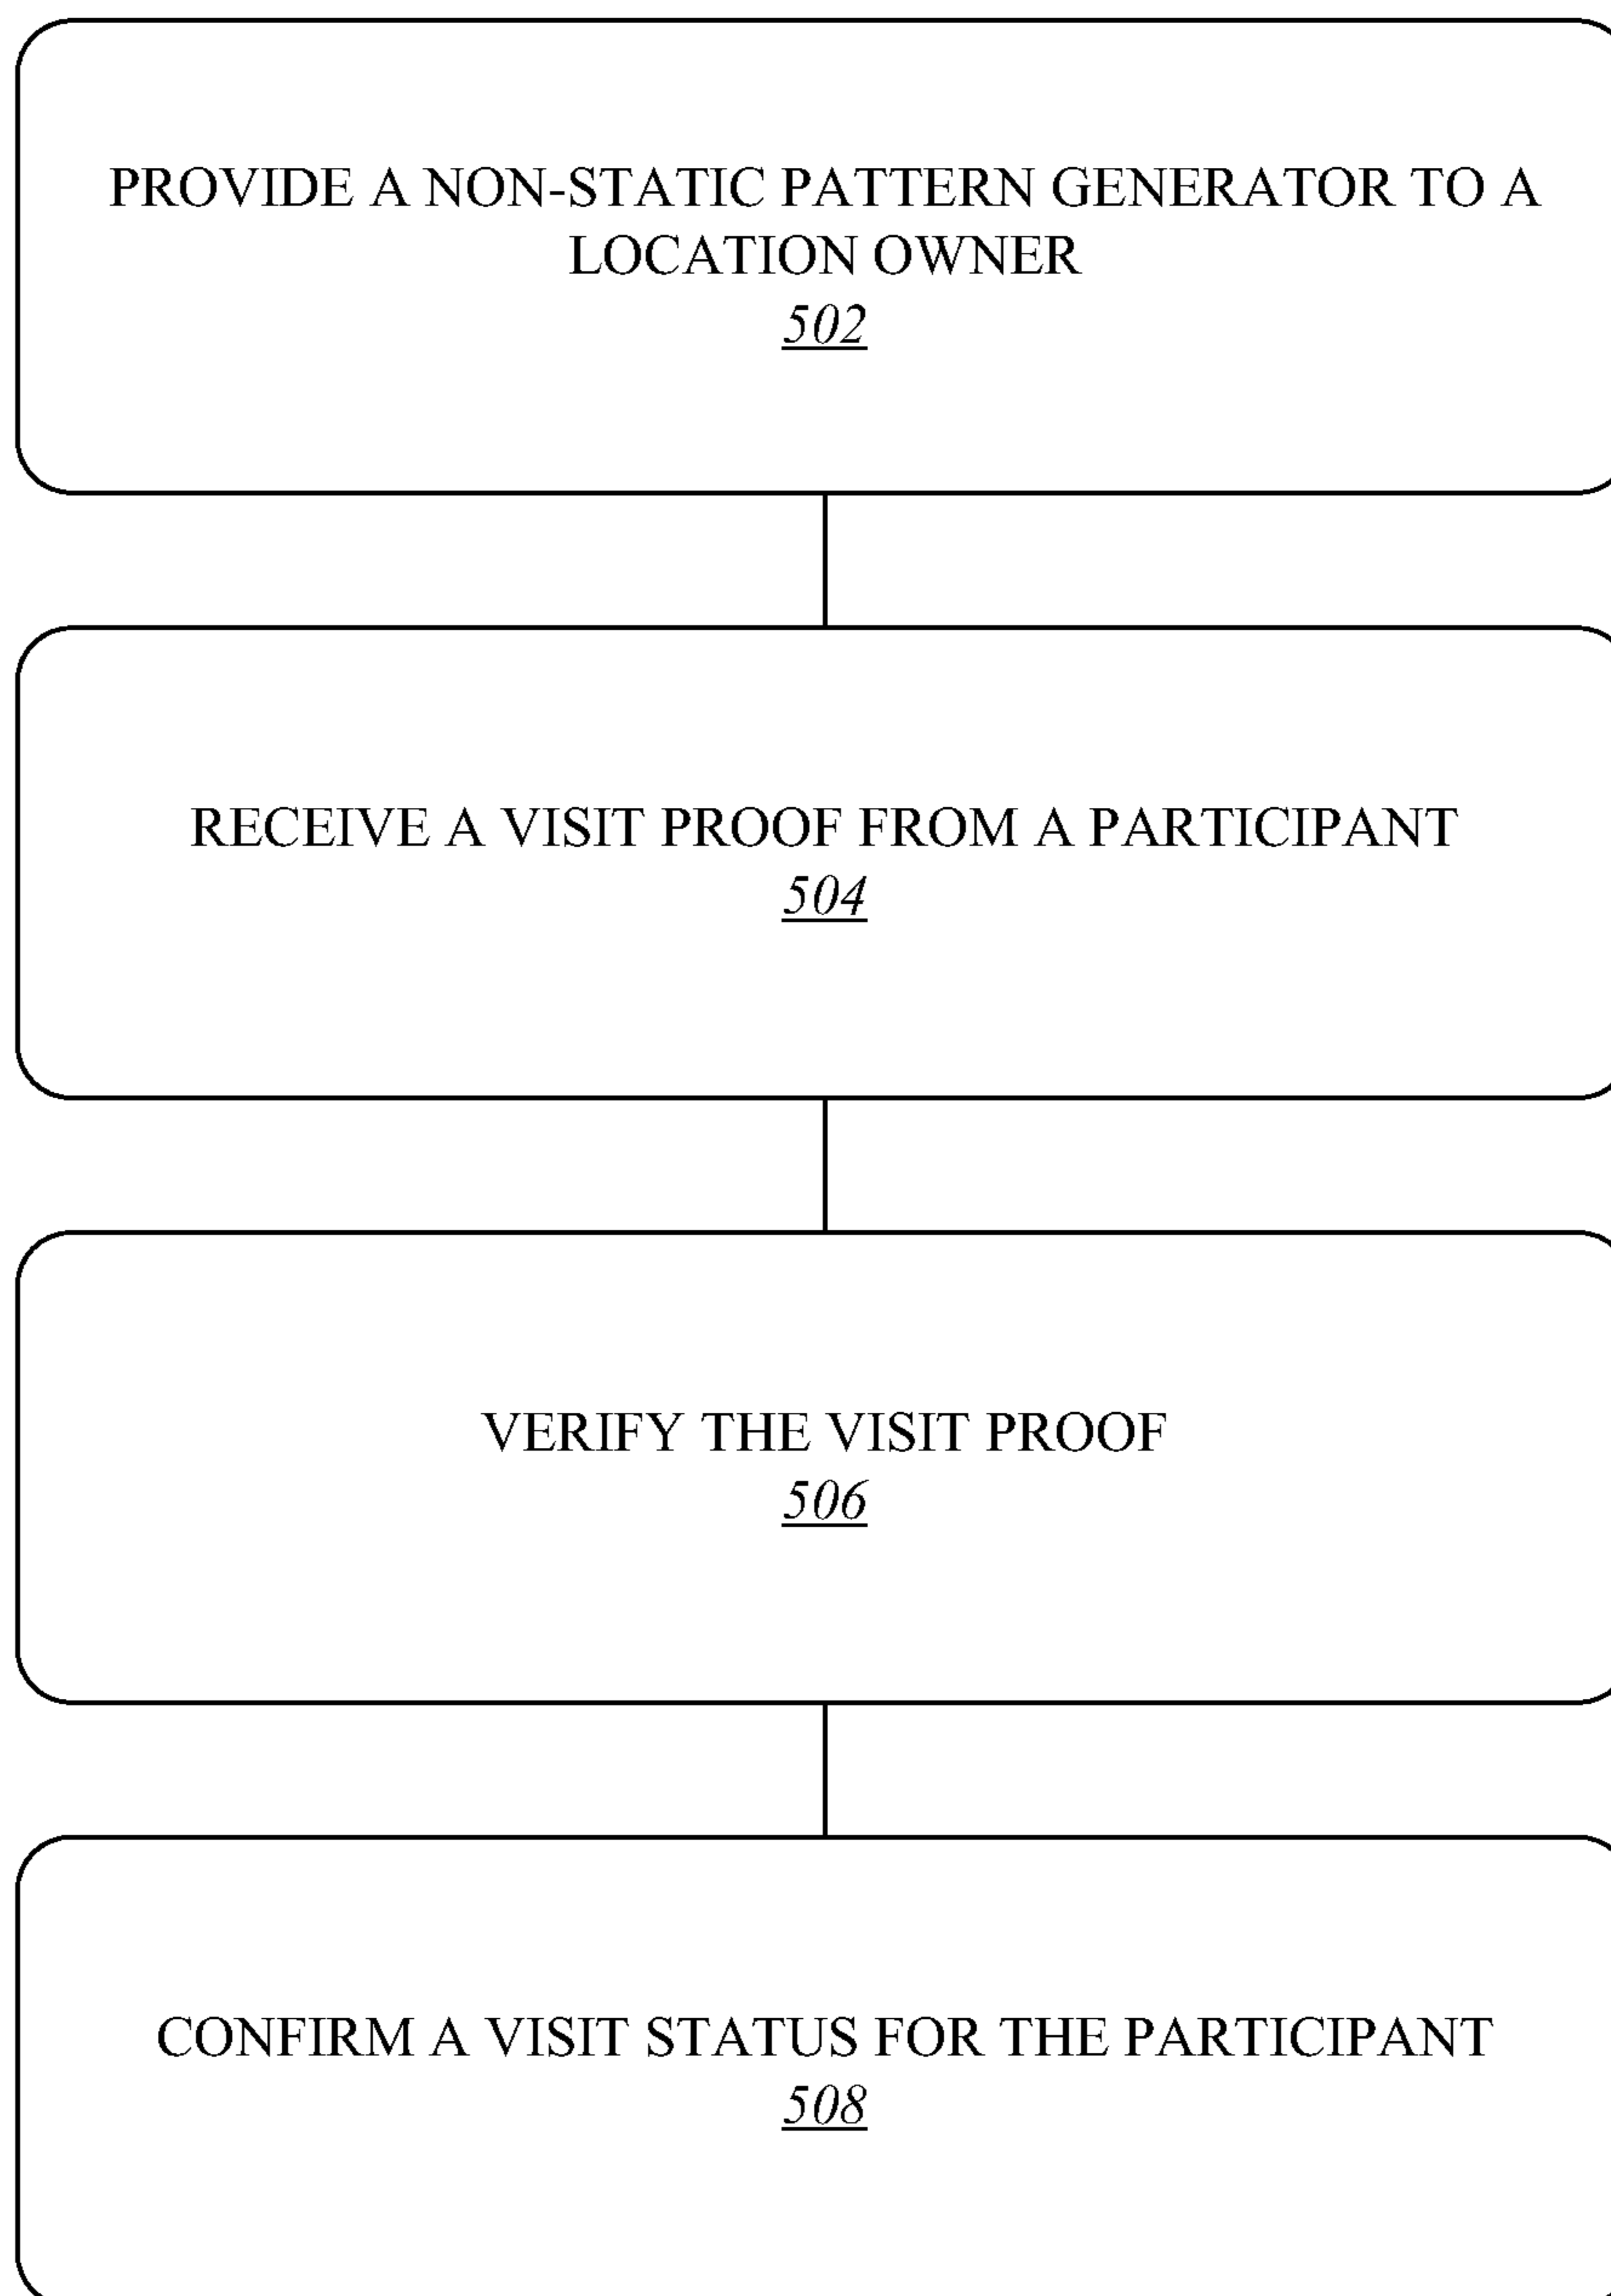 PROVIDE A NON-STATIC PATTERN GENERATOR TO A
LOCATION OWNER
502
RECEIVE A VISIT PROOF FROM A PARTICIPANT
504
VERIFY THE VISIT PROOF
506
CONFIRM A VISIT STATUS FOR THE PARTICIPANT
508